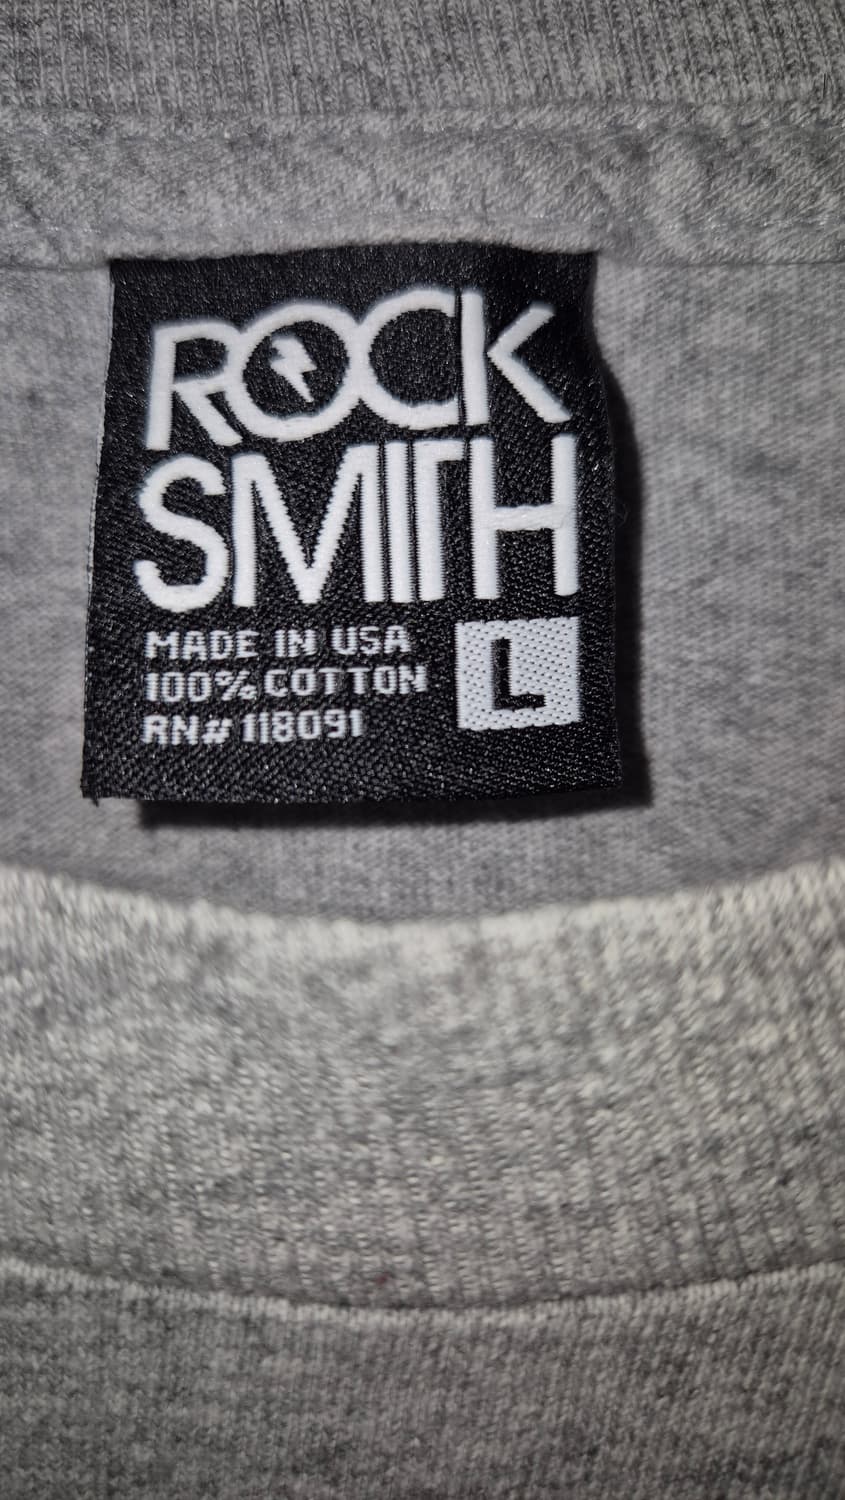 ROCK
SMITH
MADE IN USA
100% COTTON
RN# 118091
L